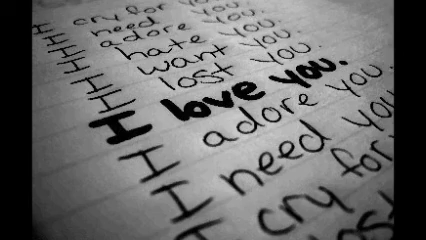 I cry for you.
I need you.
I adore you.
I hate you.
I want you.
I lost you.
I love you.
I adore you.
I need you
I cry for
lost